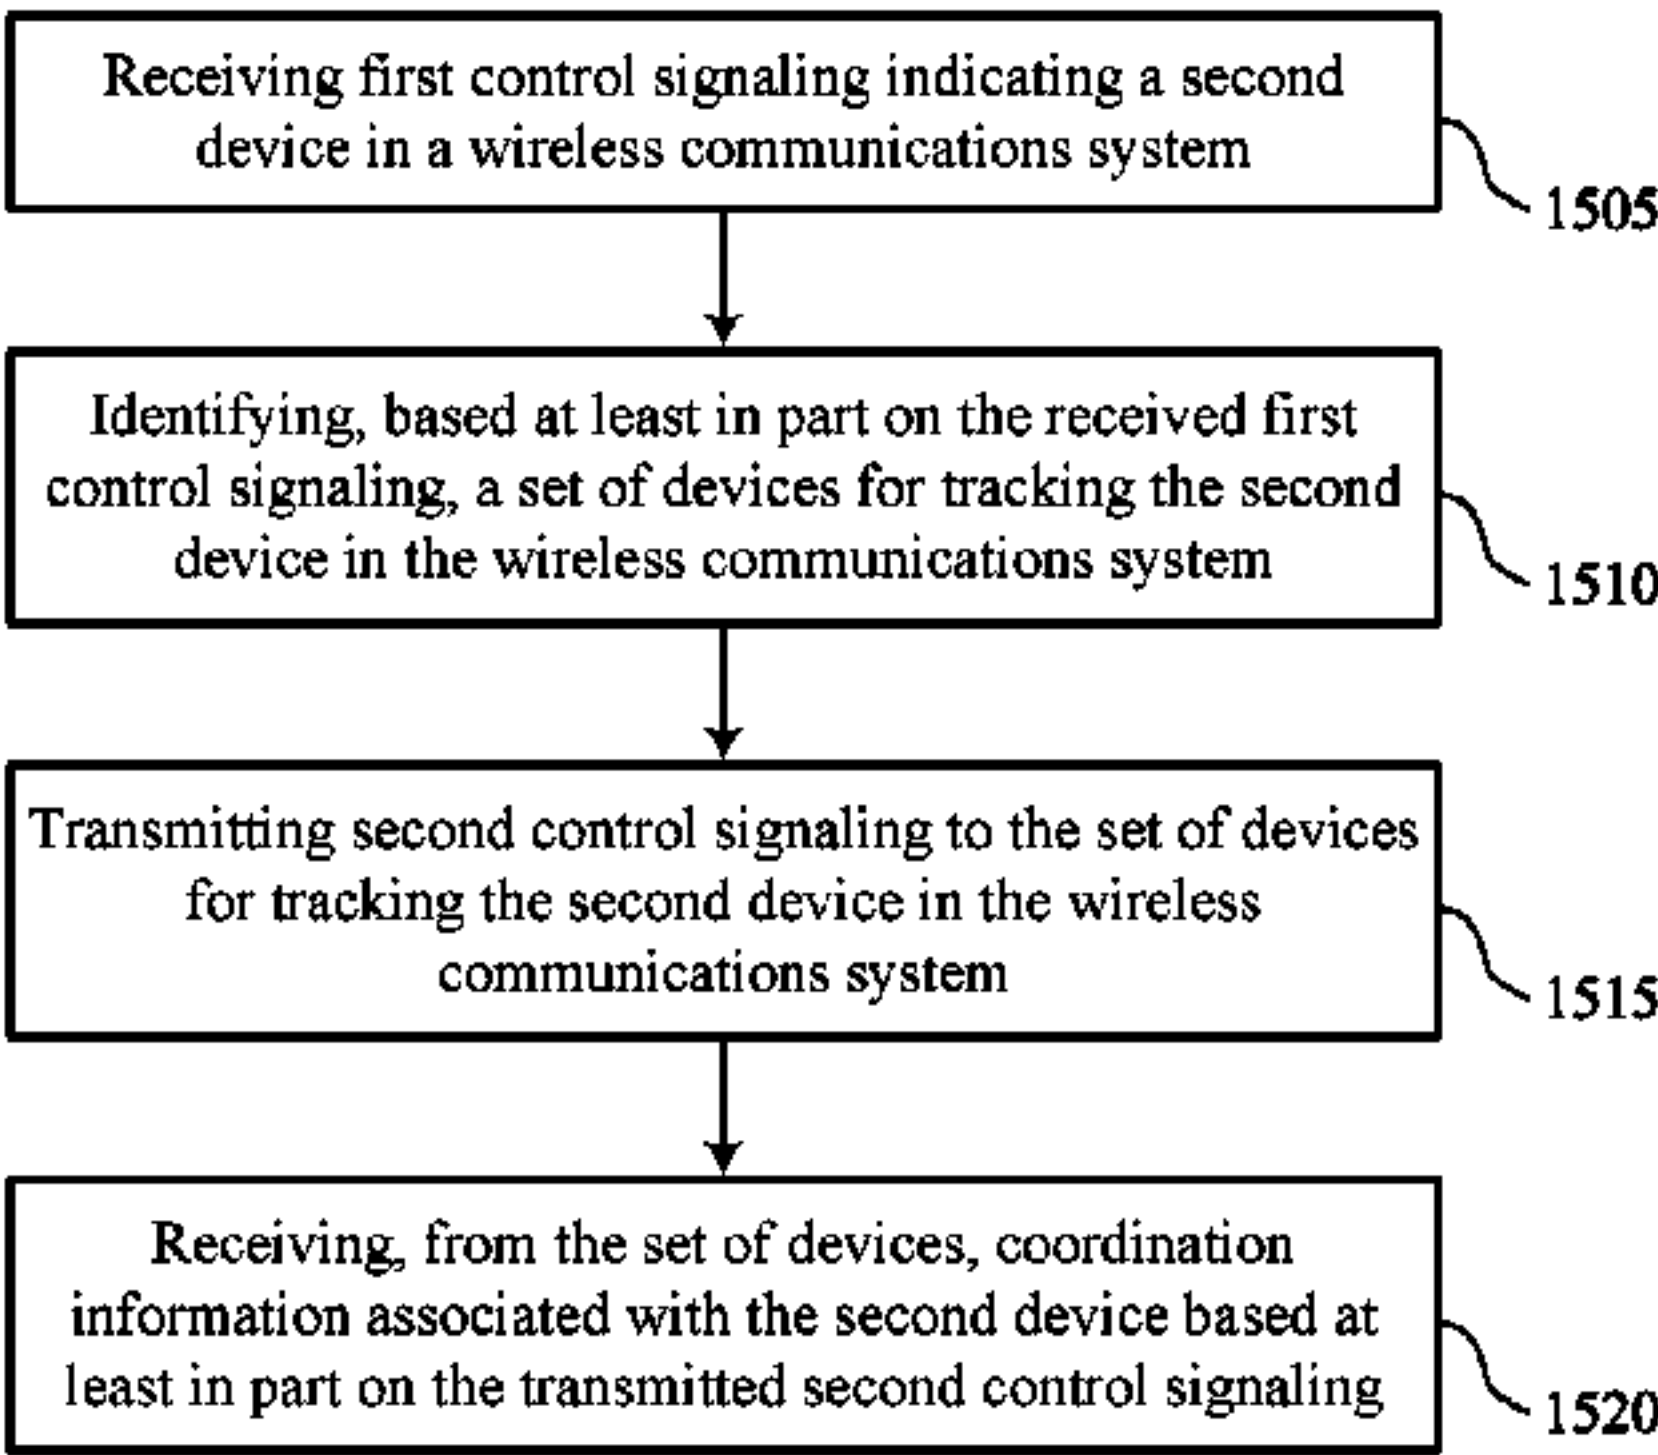 Receiving first control signaling indicating a second
device in a wireless communications system
1505
Identifying, based at least in part on the received first
control signaling, a set of devices for tracking the second
device in the wireless communications system
1510
Transmitting second control signaling to the set of devices
for tracking the second device in the wireless
communications system
1515
Receiving, from the set of devices, coordination
information associated with the second device based at
least in part on the transmitted second control signaling
1520